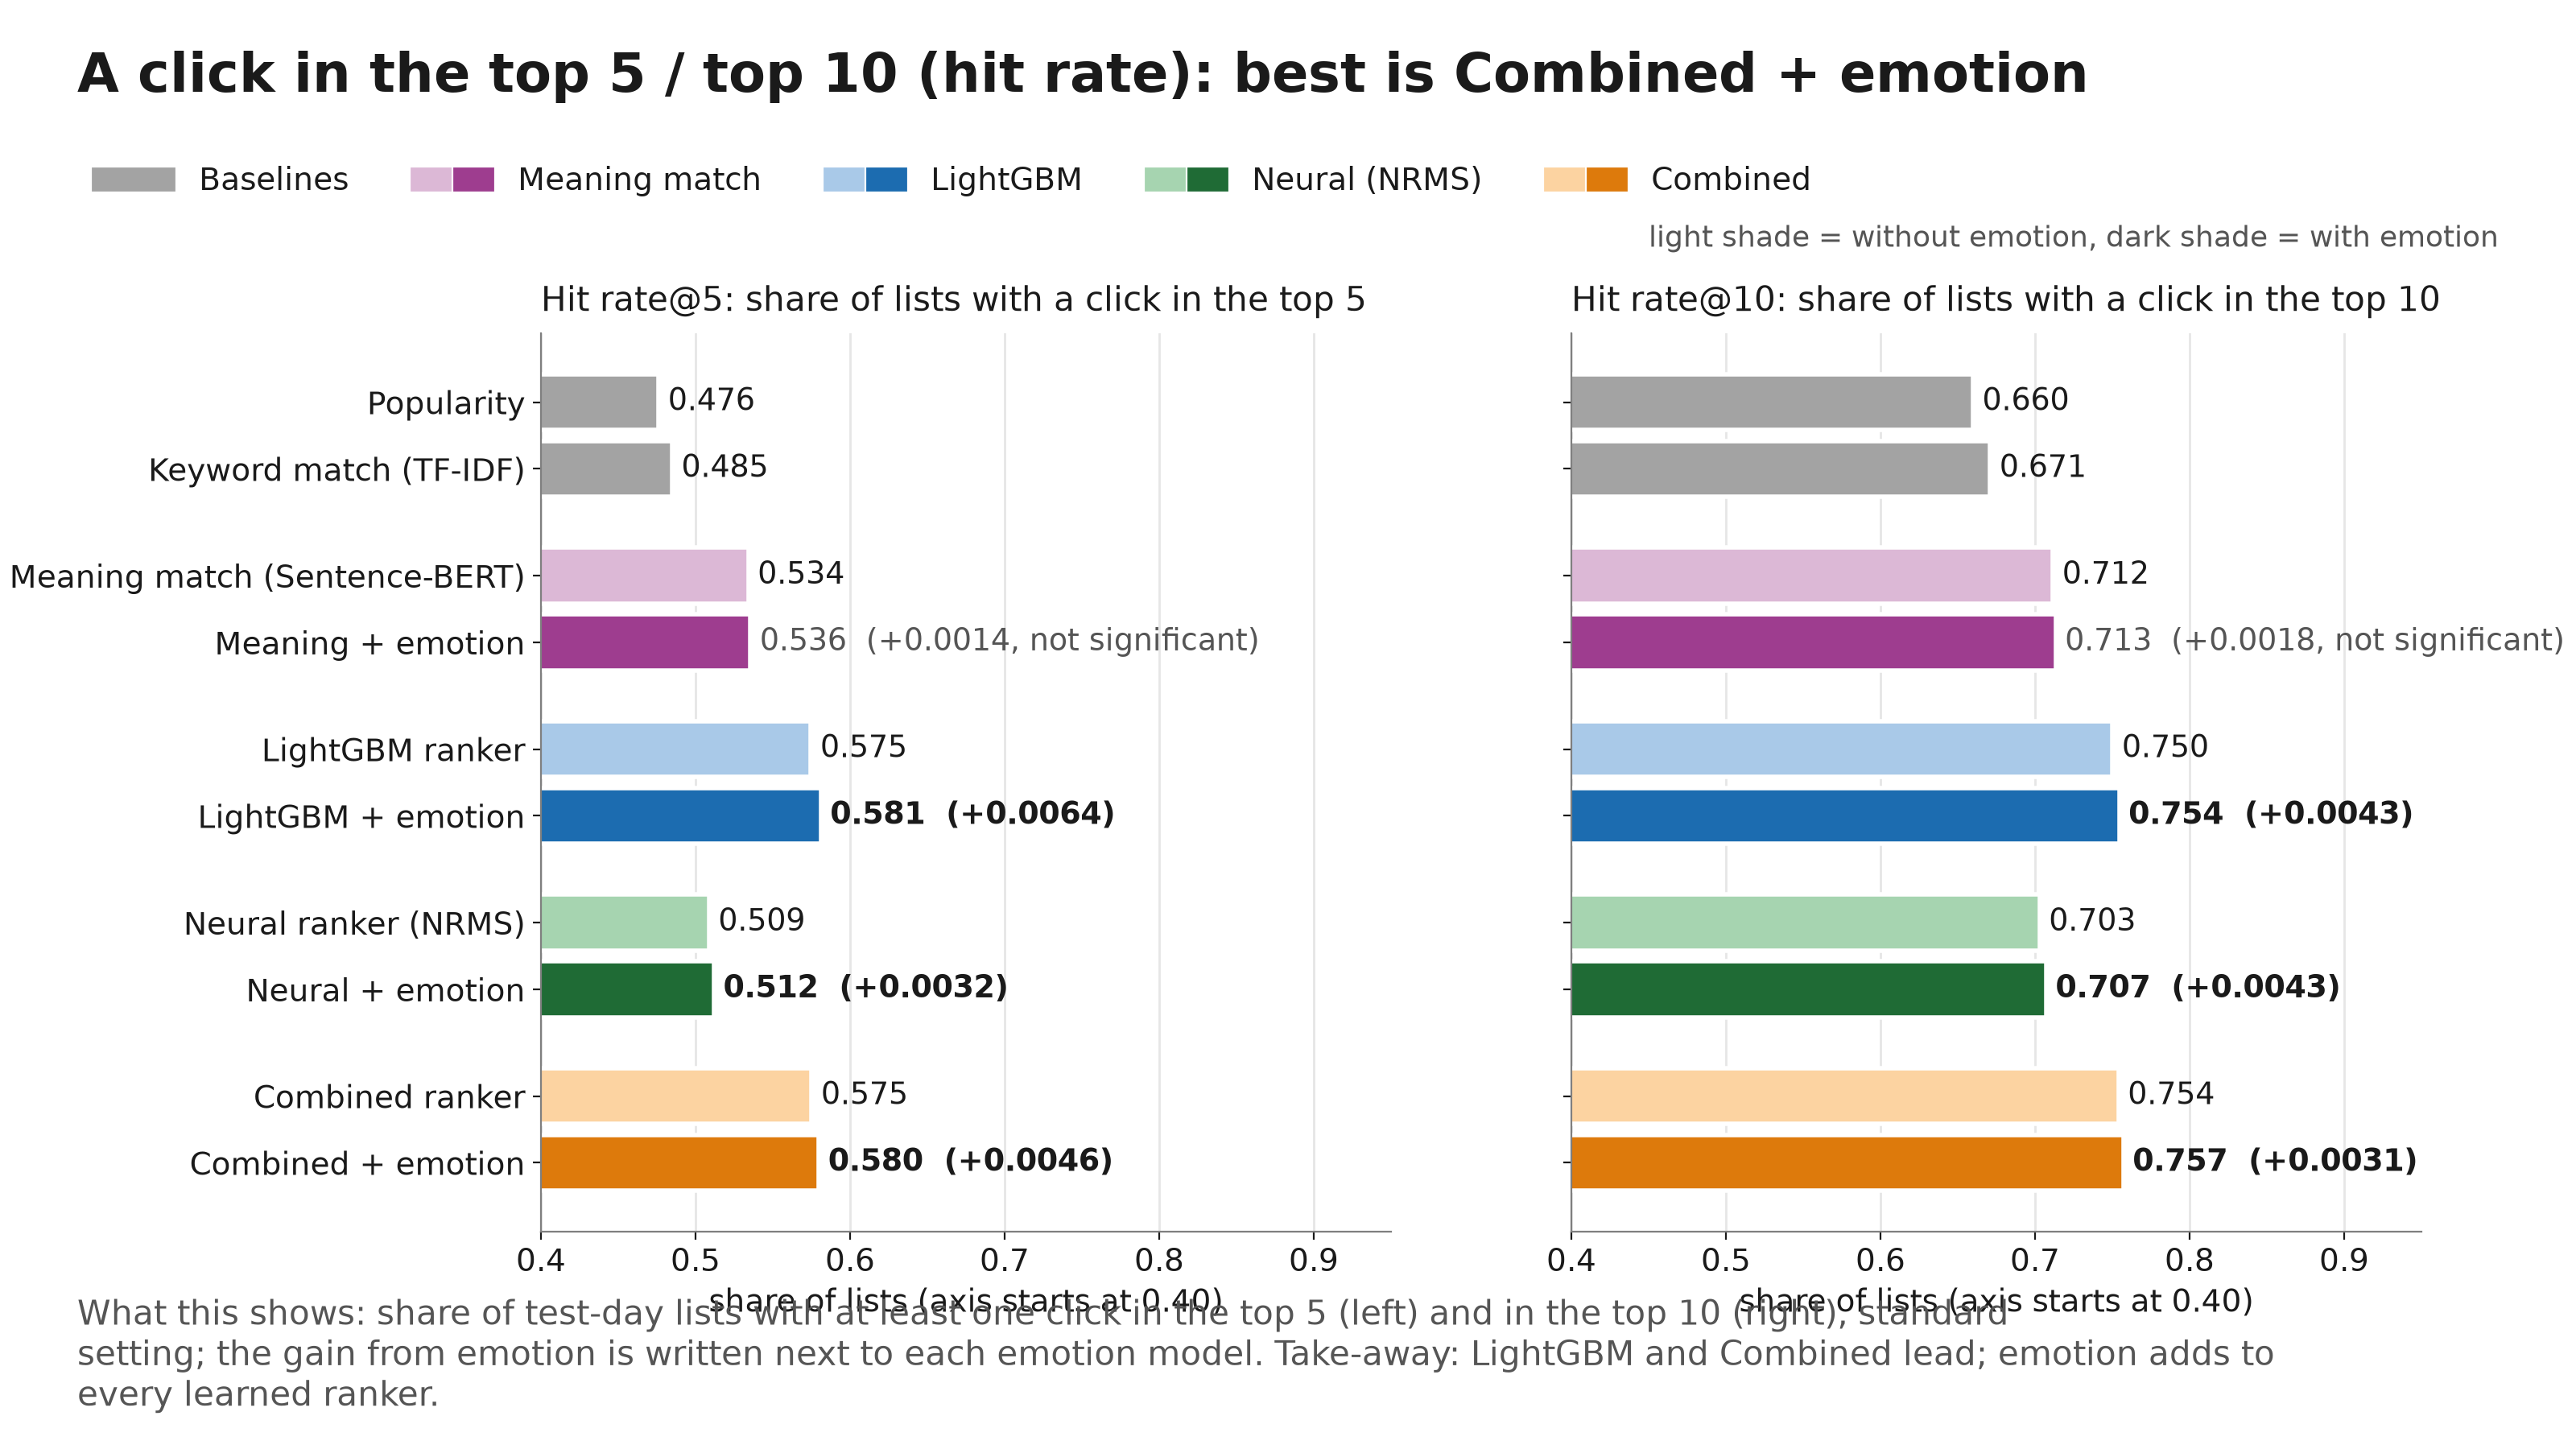 A click in the top 5 / top 10 (hit rate): best is Combined + emotion
Baselines
Meaning match
LightGBM
Neural (NRMS)
Combined
light shade = without emotion, dark shade = with emotion
Hit rate@5: share of lists with a click in the top 5
Popularity 0.476
Keyword match (TF-IDF) 0.485
Meaning match (Sentence-BERT) 0.534
Meaning + emotion 0.536 (+0.0014, not significant)
LightGBM ranker 0.575
LightGBM + emotion 0.581 (+0.0064)
Neural ranker (NRMS) 0.509
Neural + emotion 0.512 (+0.0032)
Combined ranker 0.575
Combined + emotion 0.580 (+0.0046)
0.4 0.5 0.6 0.7 0.8 0.9
share of lists (axis starts at 0.40)
Hit rate@10: share of lists with a click in the top 10
0.660
0.671
0.712
0.713 (+0.0018, not significant)
0.750
0.754 (+0.0043)
0.703
0.707 (+0.0043)
0.754
0.757 (+0.0031)
0.4 0.5 0.6 0.7 0.8 0.9
share of lists (axis starts at 0.40)
What this shows: share of test-day lists with at least one click in the top 5 (left) and in the top 10 (right), standard
setting; the gain from emotion is written next to each emotion model. Take-away: LightGBM and Combined lead; emotion adds to
every learned ranker.